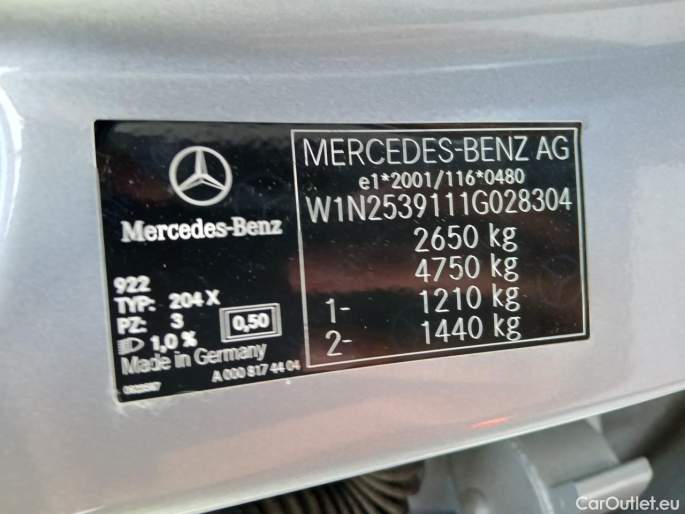 Mercedes-Benz
922
TYP: 204 X
PZ: 3
0,50
1,0 %
Made in Germany
A 000 817 44 04
MERCEDES-BENZ AG
e1*2001/116*0480
W1N2539111G028304
2650 kg
4750 kg
1- 1210 kg
2- 1440 kg
CarOutlet.eu